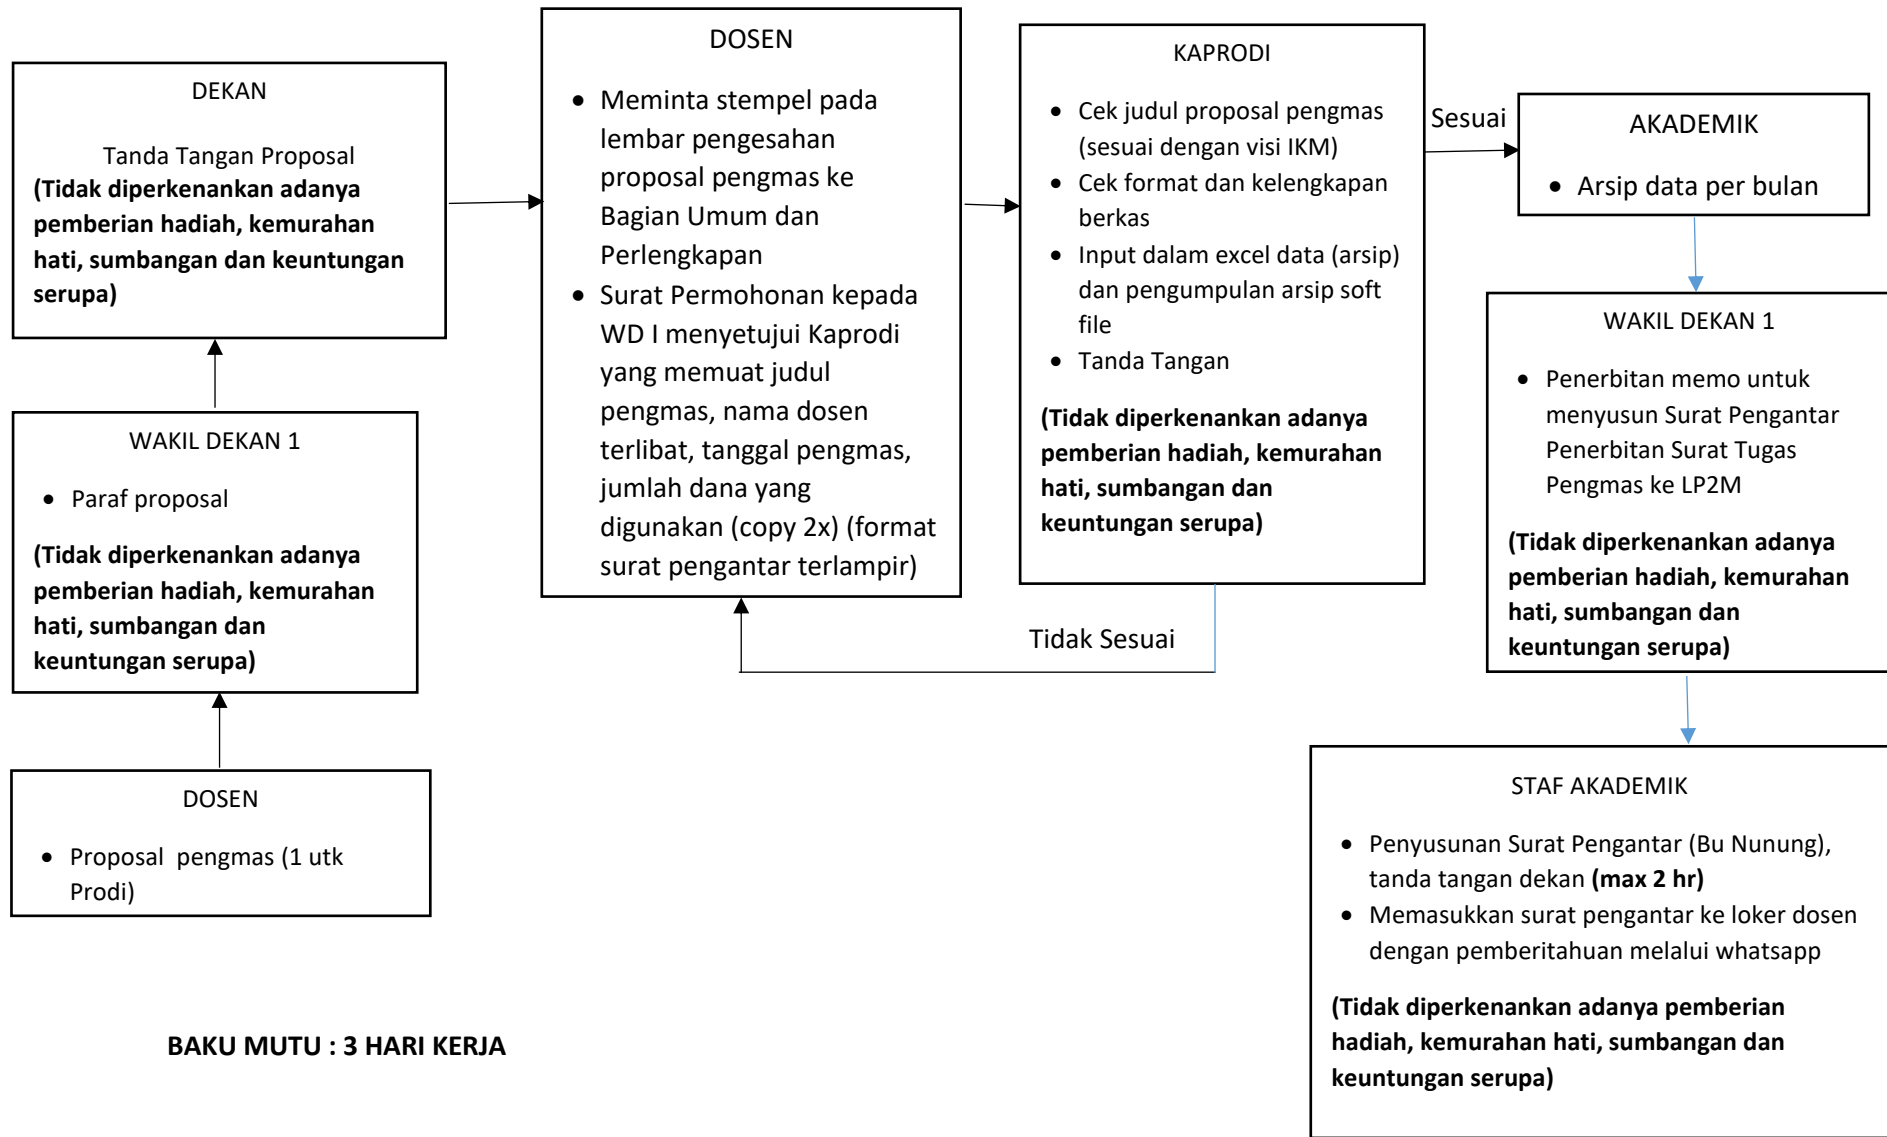 DEKAN
Tanda Tangan Proposal
(Tidak diperkenankan adanya
pemberian hadiah, kemurahan
hati, sumbangan dan keuntungan
serupa)
WAKIL DEKAN 1
• Paraf proposal
(Tidak diperkenankan adanya
pemberian hadiah, kemurahan
hati, sumbangan dan
keuntungan serupa)
DOSEN
• Proposal pengmas (1 utk
Prodi)
DOSEN
• Meminta stempel pada
lembar pengesahan
proposal pengmas ke
Bagian Umum dan
Perlengkapan
• Surat Permohonan kepada
WD I menyetujui Kaprodi
yang memuat judul
pengmas, nama dosen
terlibat, tanggal pengmas,
jumlah dana yang
digunakan (copy 2x) (format
surat pengantar terlampir)
KAPRODI
• Cek judul proposal pengmas
(sesuai dengan visi IKM)
• Cek format dan kelengkapan
berkas
• Input dalam excel data (arsip)
dan pengumpulan arsip soft
file
• Tanda Tangan
(Tidak diperkenankan adanya
pemberian hadiah, kemurahan
hati, sumbangan dan
keuntungan serupa)
Tidak Sesuai
Sesuai
AKADEMIK
• Arsip data per bulan
WAKIL DEKAN 1
• Penerbitan memo untuk
menyusun Surat Pengantar
Penerbitan Surat Tugas
Pengmas ke LP2M
(Tidak diperkenankan adanya
pemberian hadiah, kemurahan
hati, sumbangan dan
keuntungan serupa)
STAF AKADEMIK
• Penyusunan Surat Pengantar (Bu Nunung),
tanda tangan dekan (max 2 hr)
• Memasukkan surat pengantar ke loker dosen
dengan pemberitahuan melalui whatsapp
(Tidak diperkenankan adanya pemberian
hadiah, kemurahan hati, sumbangan dan
keuntungan serupa)
BAKU MUTU : 3 HARI KERJA